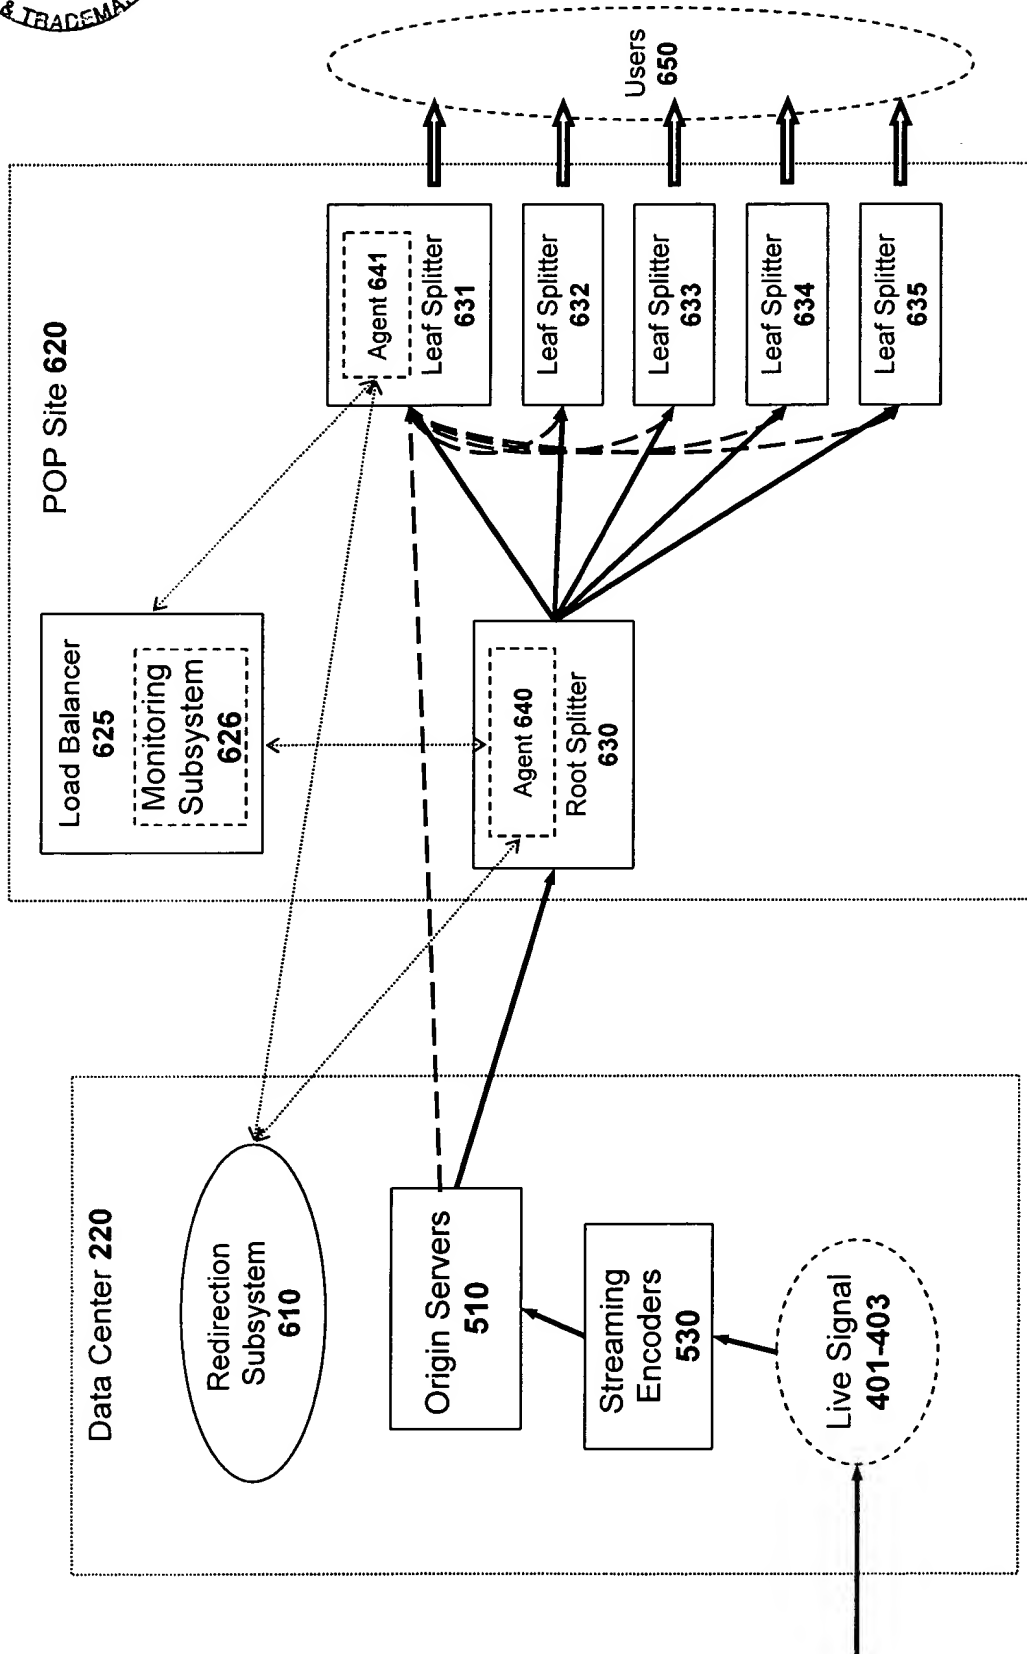 & TRADEMA
Data Center 220
Redirection
Subsystem
610
Origin Servers
510
Streaming
Encoders
530
Live Signal
401-403
POP Site 620
Load Balancer
625
Monitoring
Subsystem
626
Agent 640
Root Splitter
630
Agent 641
Leaf Splitter
631
Leaf Splitter
632
Leaf Splitter
633
Leaf Splitter
634
Leaf Splitter
635
Users
650